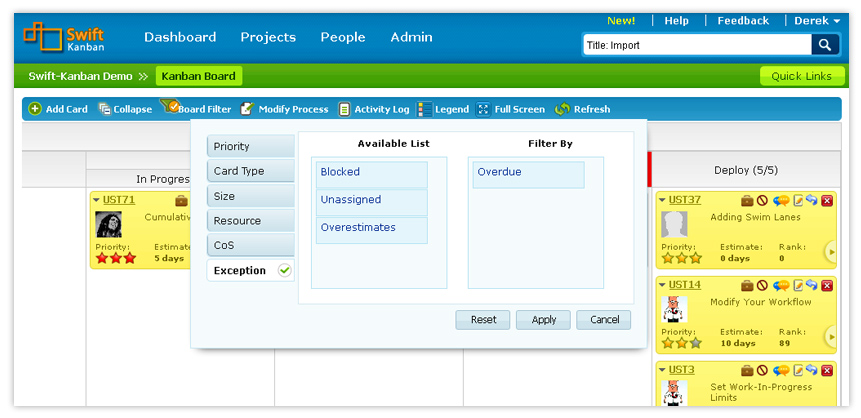 New! Help Feedback Derek
Swift Kanban
Dashboard Projects People Admin
Title: Import
Swift-Kanban Demo >> Kanban Board
Quick Links
Add Card Collapse Board Filter Modify Process Activity Log Legend Full Screen Refresh
Priority
Card Type
Size
Resource
CoS
Exception
Available List
Blocked
Unassigned
Overestimates
Filter By
Overdue
Reset Apply Cancel
In Progres
UST71
Cumulativ
Priority: Estimate:
5 days
Deploy (5/5)
UST37
Adding Swim Lanes
Priority: Estimate: Rank:
0 days 0
UST14
Modify Your Workflow
Priority: Estimate: Rank:
10 days 89
UST3
Set Work-In-Progress
Limits